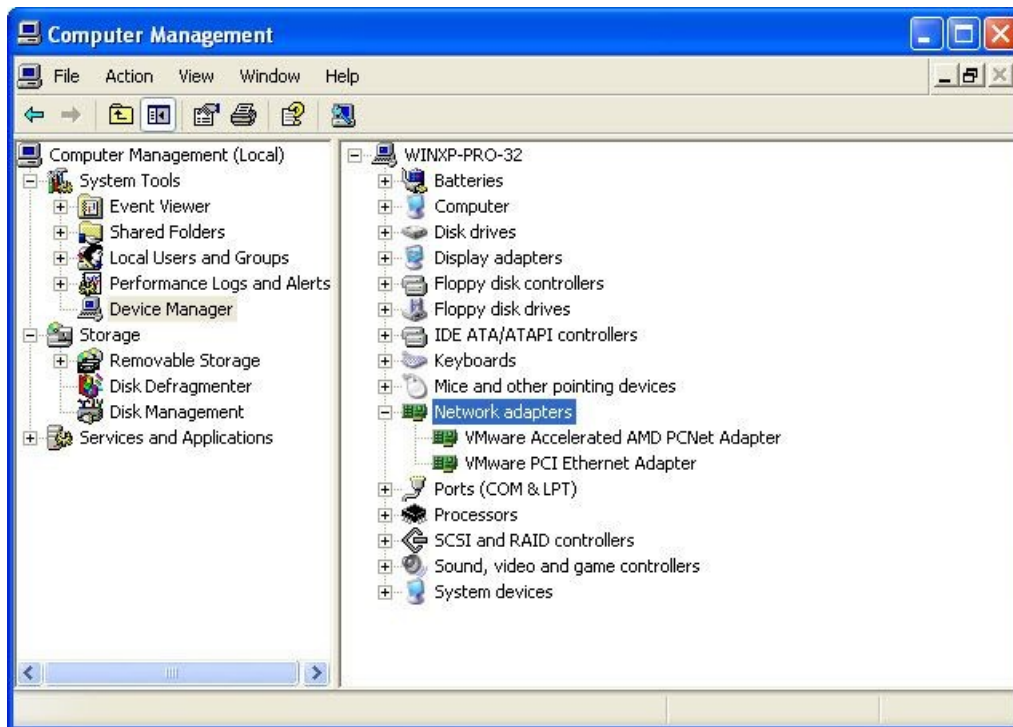 Computer Management
File Action View Window Help
Computer Management (Local)
System Tools
Event Viewer
Shared Folders
Local Users and Groups
Performance Logs and Alerts
Device Manager
Storage
Removable Storage
Disk Defragmenter
Disk Management
Services and Applications
WINXP-PRO-32
Batteries
Computer
Disk drives
Display adapters
Floppy disk controllers
Floppy disk drives
IDE ATA/ATAPI controllers
Keyboards
Mice and other pointing devices
Network adapters
VMware Accelerated AMD PCNet Adapter
VMware PCI Ethernet Adapter
Ports (COM & LPT)
Processors
SCSI and RAID controllers
Sound, video and game controllers
System devices